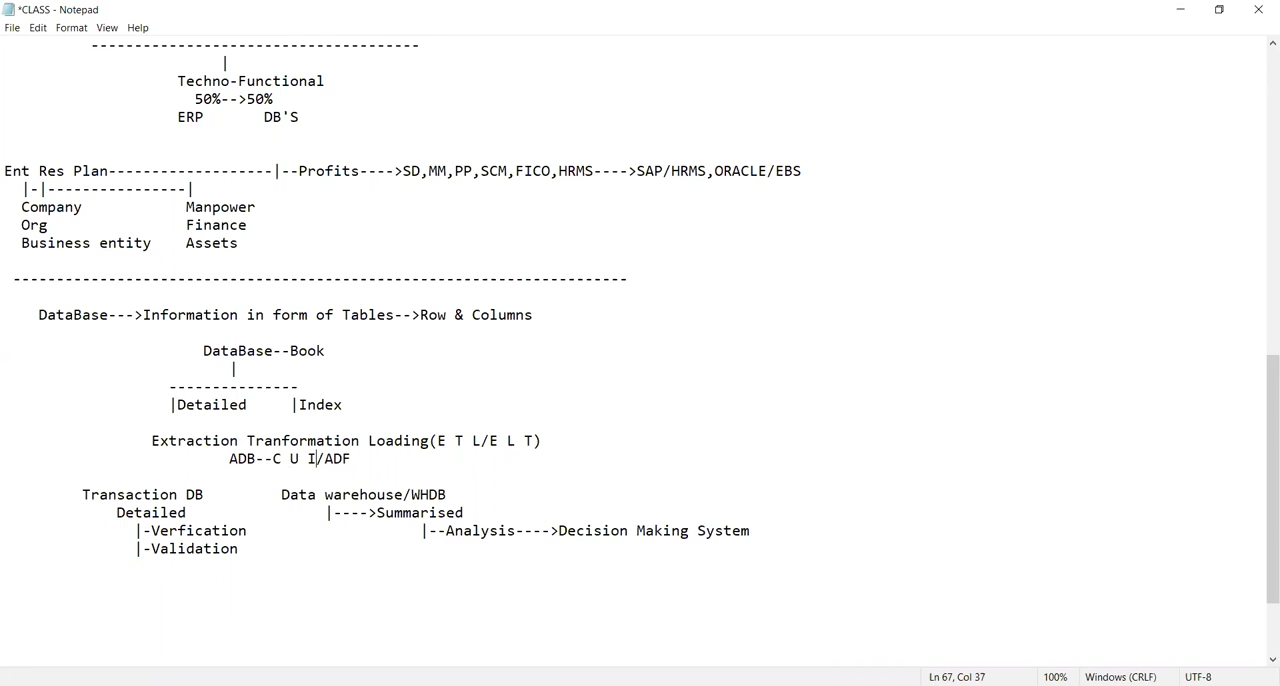 *CLASS - Notepad
File Edit Format View Help
-------------------------------------
|
Techno-Functional
50%-->50%
ERP DB'S
Ent Res Plan-------------------|--Profits---->SD,MM,PP,SCM,FICO,HRMS---->SAP/HRMS,ORACLE/EBS
|-|----------------|
Company Manpower
Org Finance
Business entity Assets
-----------------------------------------------------------------------
DataBase--->Information in form of Tables-->Row & Columns
DataBase--Book
|
---------------
|Detailed |Index
Extraction Tranformation Loading(E T L/E L T)
ADB--C U I/ADF
Transaction DB Data warehouse/WHDB
Detailed |---->Summarised
|-Verfication |--Analysis---->Decision Making System
|-Validation
Ln 67, Col 37 100% Windows (CRLF) UTF-8